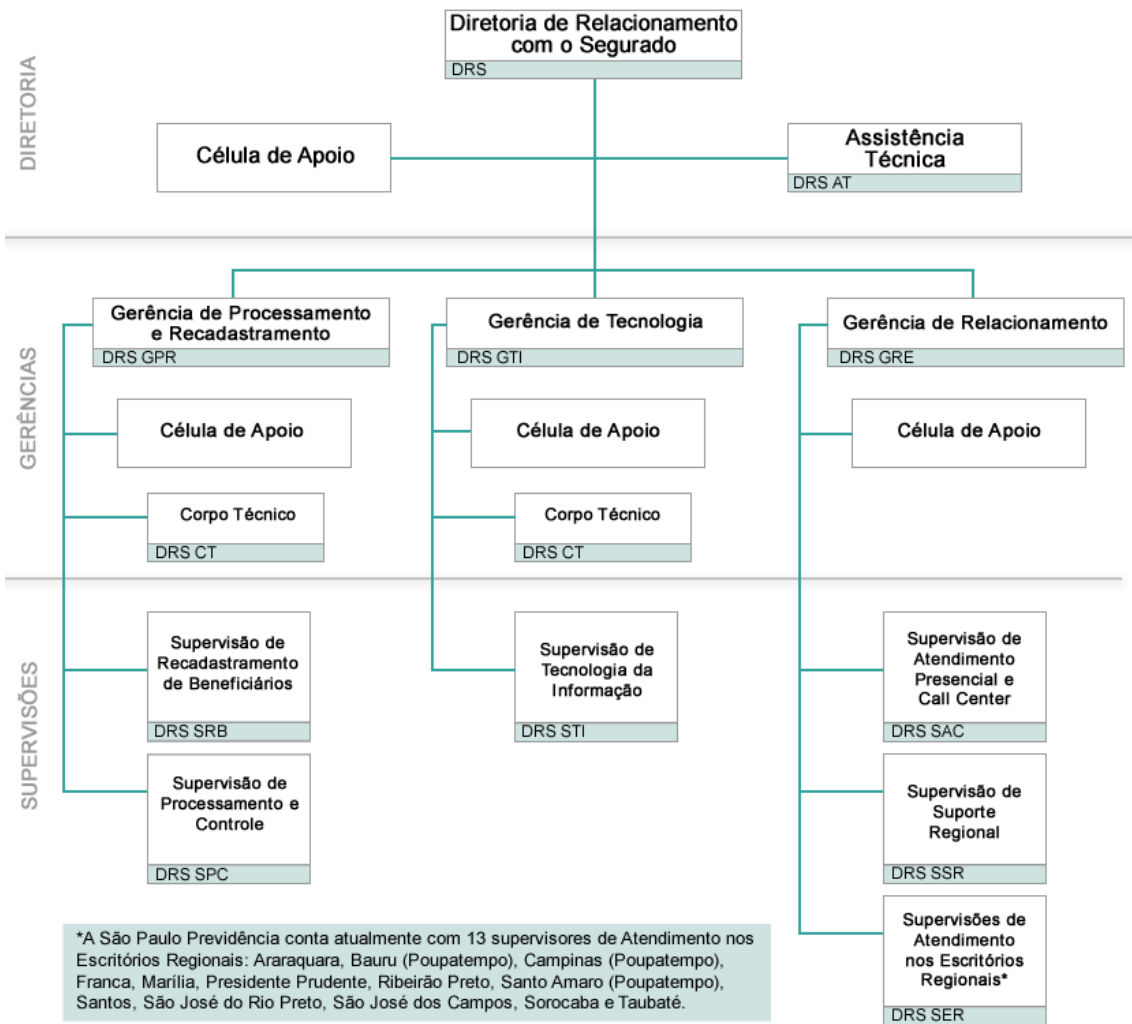 DIRETORIA
Diretoria de Relacionamento
com o Segurado
DRS
Célula de Apoio
Assistência
Técnica
DRS AT
GERÊNCIAS
Gerência de Processamento
e Recadastramento
DRS GPR
Gerência de Tecnologia
DRS GTI
Gerência de Relacionamento
DRS GRE
Célula de Apoio
Célula de Apoio
Célula de Apoio
Corpo Técnico
DRS CT
Corpo Técnico
DRS CT
SUPERVISÕES
Supervisão de
Recadastramento
de Beneficiários
DRS SRB
Supervisão de
Tecnologia da
Informação
DRS STI
Supervisão de
Atendimento
Presencial e
Call Center
DRS SAC
Supervisão de
Processamento e
Controle
DRS SPC
Supervisão de
Suporte
Regional
DRS SSR
Supervisões de
Atendimento
nos Escritórios
Regionais*
DRS SER
*A São Paulo Previdência conta atualmente com 13 supervisores de Atendimento nos
Escritórios Regionais: Araraquara, Bauru (Poupatempo), Campinas (Poupatempo),
Franca, Marília, Presidente Prudente, Ribeirão Preto, Santo Amaro (Poupatempo),
Santos, São José do Rio Preto, São José dos Campos, Sorocaba e Taubaté.